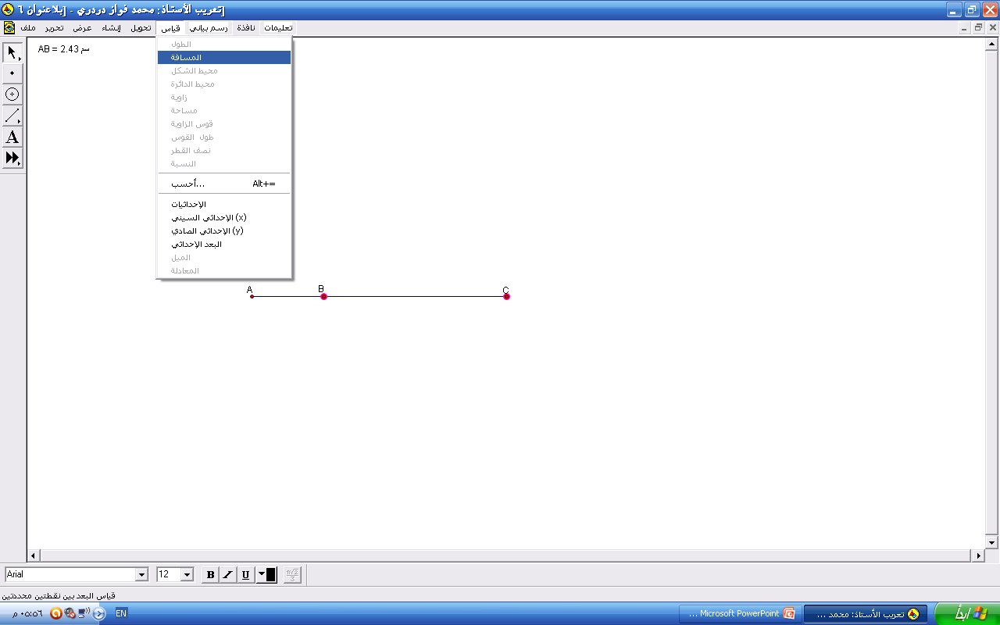 [تعريب الأستاذ: محمد فواز دردري - [بلاعنوان ٦
ملف تحرير عرض إنشاء تحويل قياس رسم بياني نافذة تعليمات
AB = 2.43 سم
الطول
المسافة
محيط الشكل
محيط الدائرة
زاوية
مساحة
قوس الزاوية
طول القوس
نصف القطر
النسبة
أحسب... Alt+=
الإحداثيات
الإحداثي السيني (x)
الإحداثي الصادي (y)
البعد الإحداثي
الميل
المعادلة
A B C
A
Arial 12 B I U
قياس البعد بين نقطتين محددتين
٠٥:٥٦ م EN Microsoft PowerPoint ... تعريب الأستاذ: محمد ... ابدأ